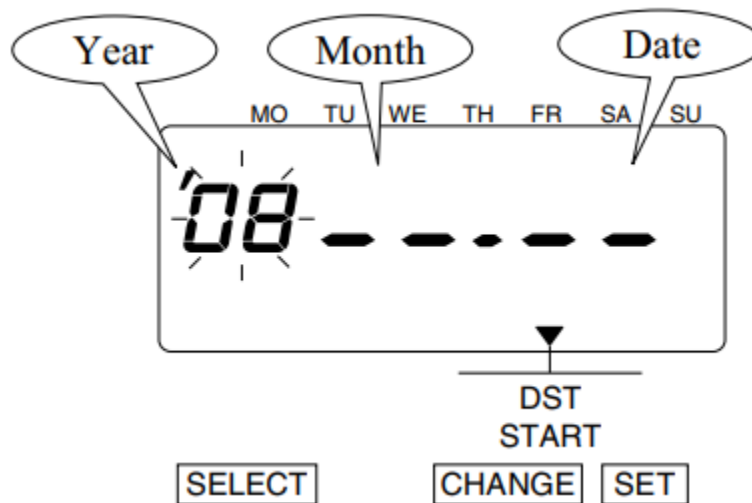 Year Month Date
MO TU WE TH FR SA SU
'08 -- . --
DST
START
SELECT CHANGE SET